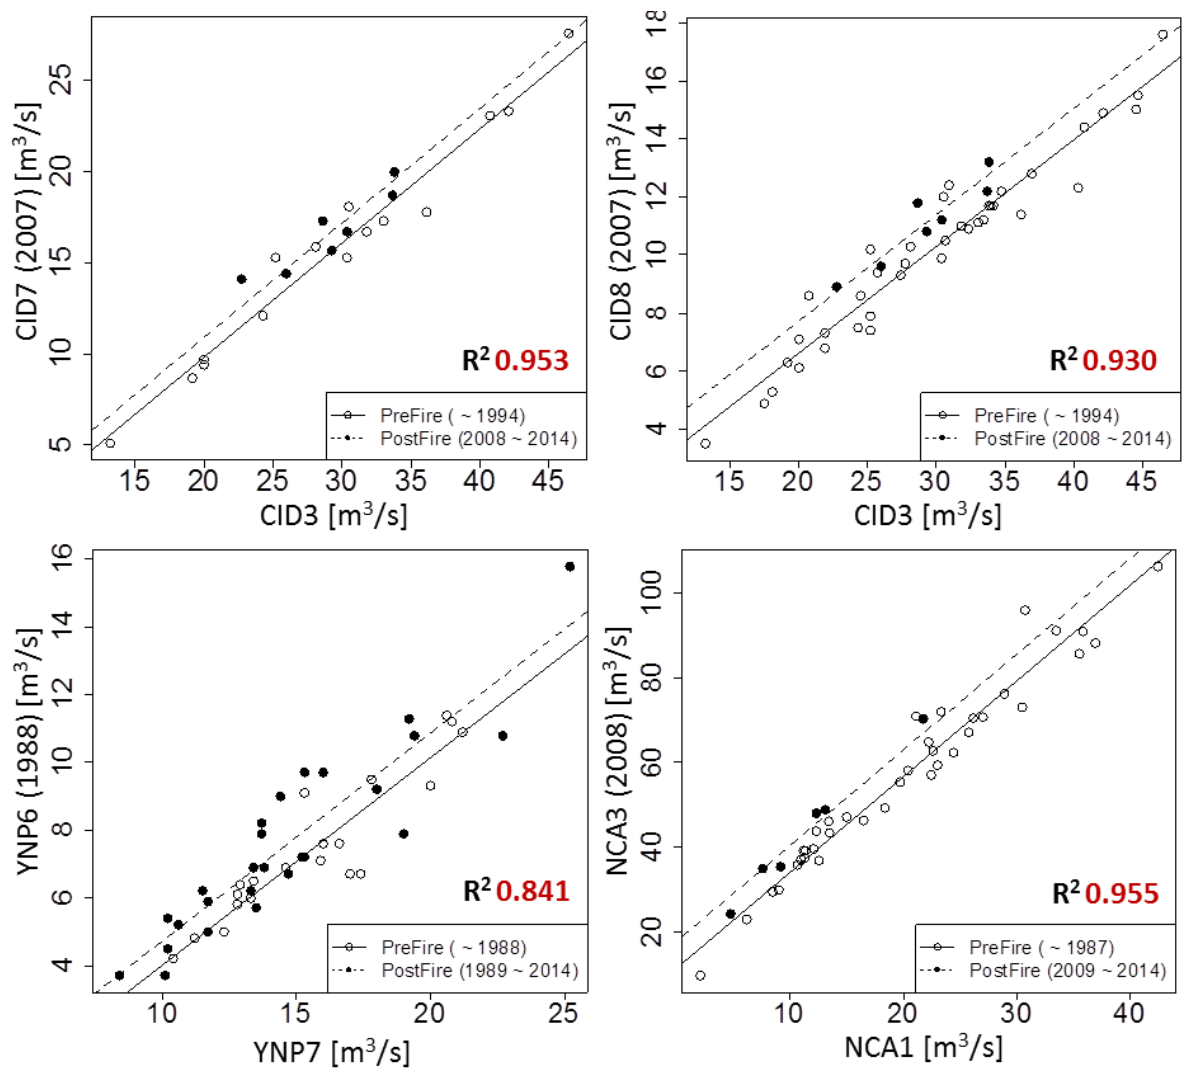 CID7 (2007) [m³/s]
25
20
15
10
5
R² 0.953
PreFire ( ~ 1994)
PostFire (2008 ~ 2014)
15 20 25 30 35 40 45
CID3 [m³/s]
CID8 (2007) [m³/s]
18
16
14
12
10
8
6
4
R² 0.930
PreFire ( ~ 1994)
PostFire (2008 ~ 2014)
15 20 25 30 35 40 45
CID3 [m³/s]
YNP6 (1988) [m³/s]
16
14
12
10
8
6
4
R² 0.841
PreFire ( ~ 1988)
PostFire (1989 ~ 2014)
10 15 20 25
YNP7 [m³/s]
NCA3 (2008) [m³/s]
100
80
60
40
20
R² 0.955
PreFire ( ~ 1987)
PostFire (2009 ~ 2014)
10 20 30 40
NCA1 [m³/s]